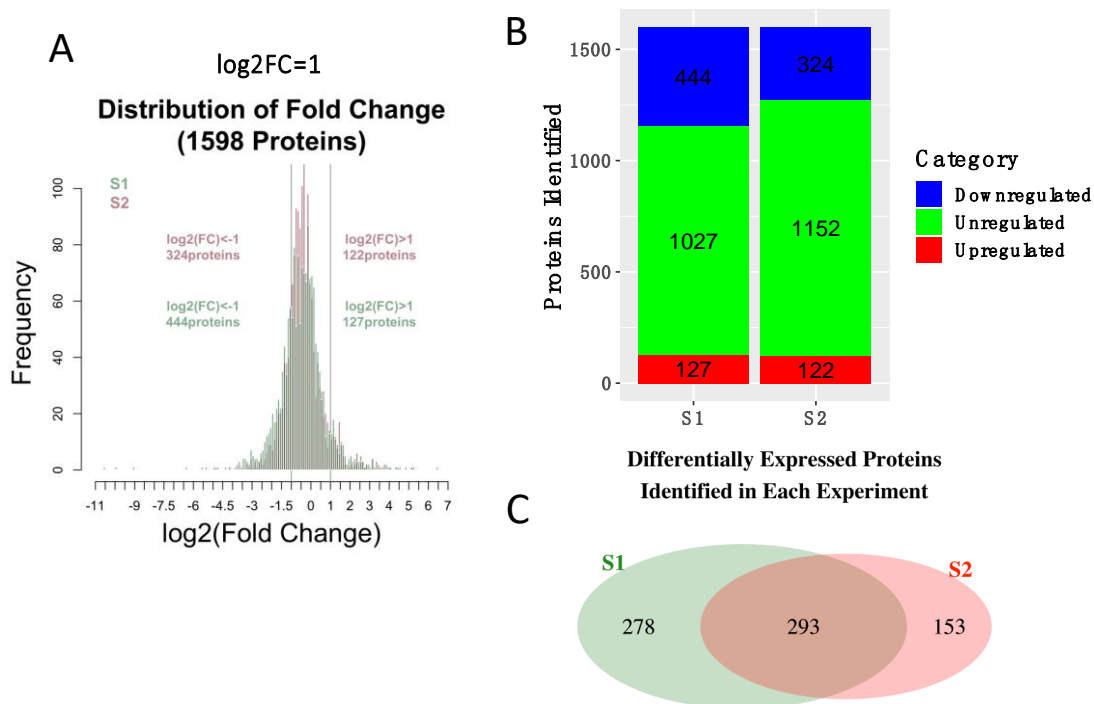 A
log2FC=1
Distribution of Fold Change
(1598 Proteins)
S1
S2
log2(FC)<-1
324proteins
log2(FC)>1
122proteins
log2(FC)<-1
444proteins
log2(FC)>1
127proteins
Frequency
0
20
40
60
80
100
-11 -9 -7.5 -6 -4.5 -3 -1.5 0 1 2 3 4 5 6 7
log2(Fold Change)
B
Proteins Identified
1500
1000
500
0
444
324
1027
1152
127
122
S1
S2
Category
Downregulated
Unregulated
Upregulated
Differentially Expressed Proteins
Identified in Each Experiment
C
S1
S2
278
293
153